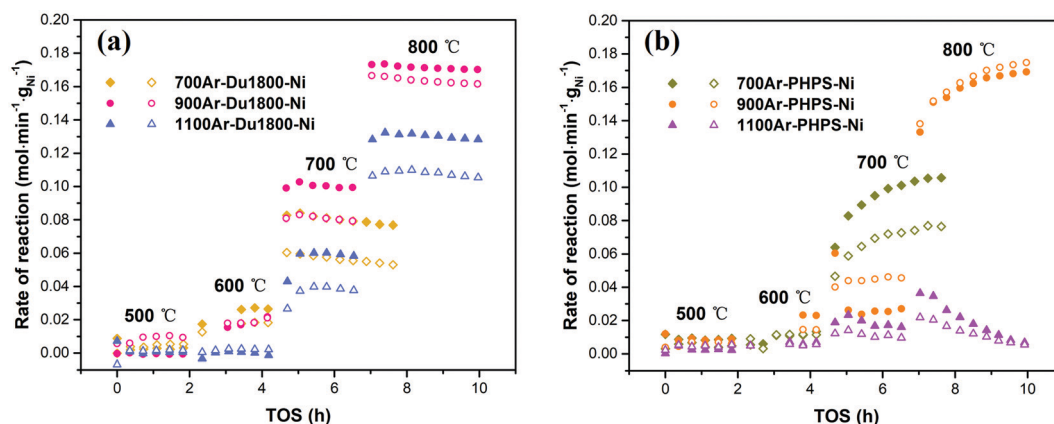 (a)
800 ℃
700Ar-Du1800-Ni
900Ar-Du1800-Ni
1100Ar-Du1800-Ni
700 ℃
600 ℃
500 ℃
0.20
0.18
0.16
0.14
0.12
0.10
0.08
0.06
0.04
0.02
0.00
Rate of reaction (mol·min⁻¹·gNi⁻¹)
0 2 4 6 8 10
TOS (h)
(b)
800 ℃
700Ar-PHPS-Ni
900Ar-PHPS-Ni
1100Ar-PHPS-Ni
700 ℃
600 ℃
500 ℃
0.20
0.18
0.16
0.14
0.12
0.10
0.08
0.06
0.04
0.02
0.00
Rate of reaction (mol·min⁻¹·gNi⁻¹)
0 2 4 6 8 10
TOS (h)